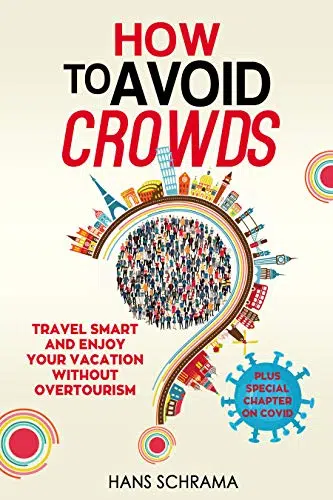 HOW
TO AVOID
CROWDS
TRAVEL SMART
AND ENJOY
YOUR VACATION
WITHOUT
OVERTOURISM
PLUS
SPECIAL
CHAPTER
ON COVID
HANS SCHRAMA